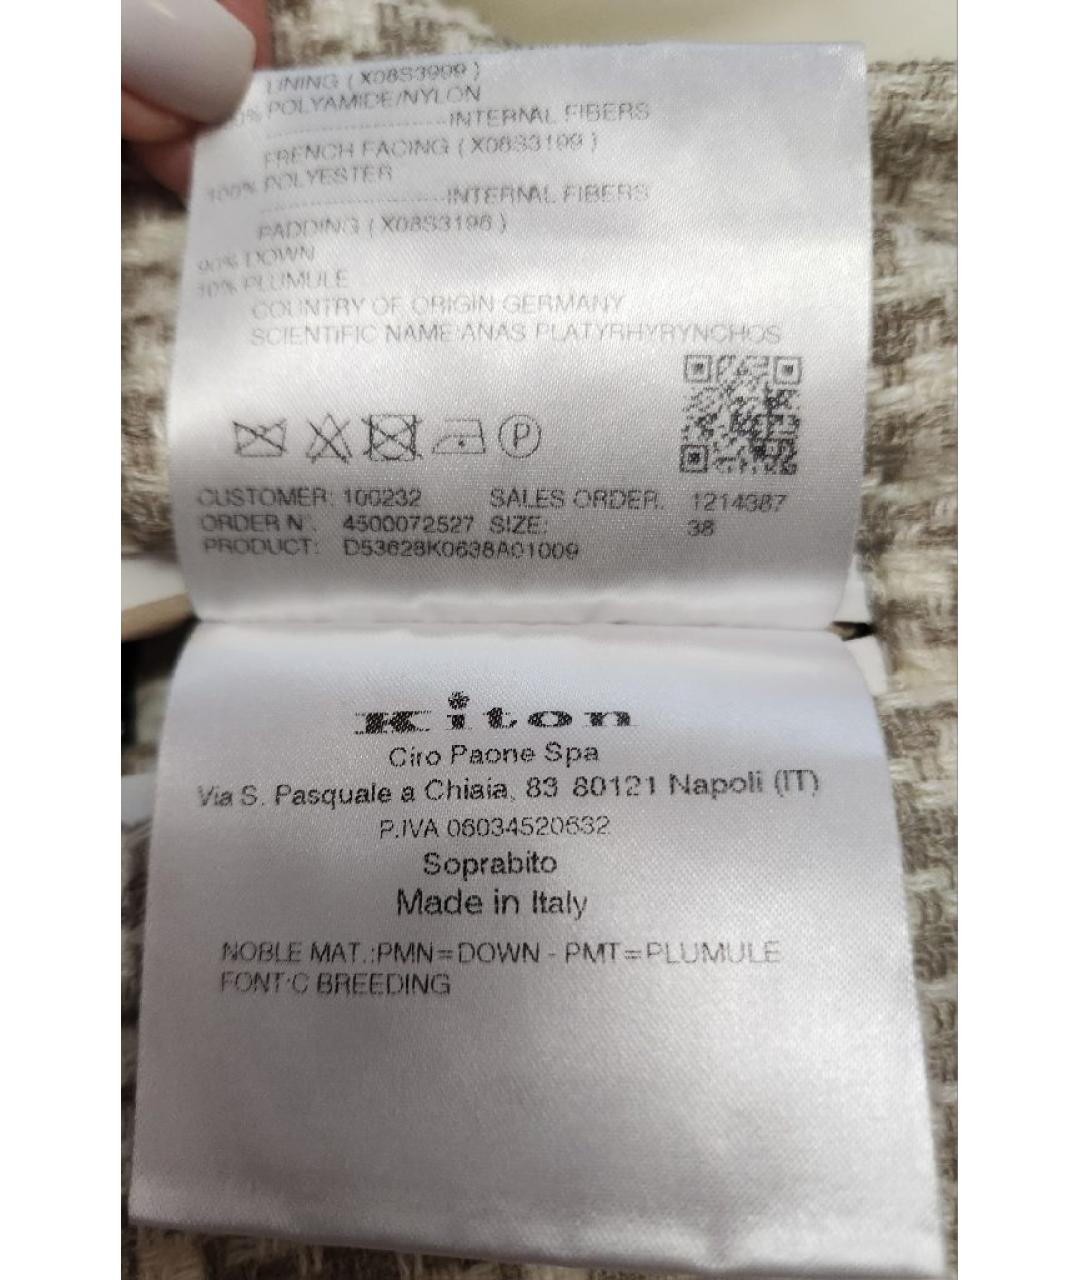 LINING ( X08S3909 )
POLYAMIDE/NYLON
INTERNAL FIBERS
FRENCH FACING ( X08S3109 )
100% POLYESTER
INTERNAL FIBERS
PADDING ( X08S3196 )
90% DOWN
10% PLUMULE
COUNTRY OF ORIGIN GERMANY
SCIENTIFIC NAME:ANAS PLATYRHYRYNCHOS
P
CUSTOMER: 100232 SALES ORDER: 1214387
ORDER N°: 4500072527 SIZE: 38
PRODUCT: D53628K0638A01009
Kiton
Ciro Paone Spa
Via S. Pasquale a Chiaia, 83 80121 Napoli (IT)
P.IVA 06034520632
Soprabito
Made in Italy
NOBLE MAT.:PMN=DOWN - PMT=PLUMULE
FONT:C BREEDING